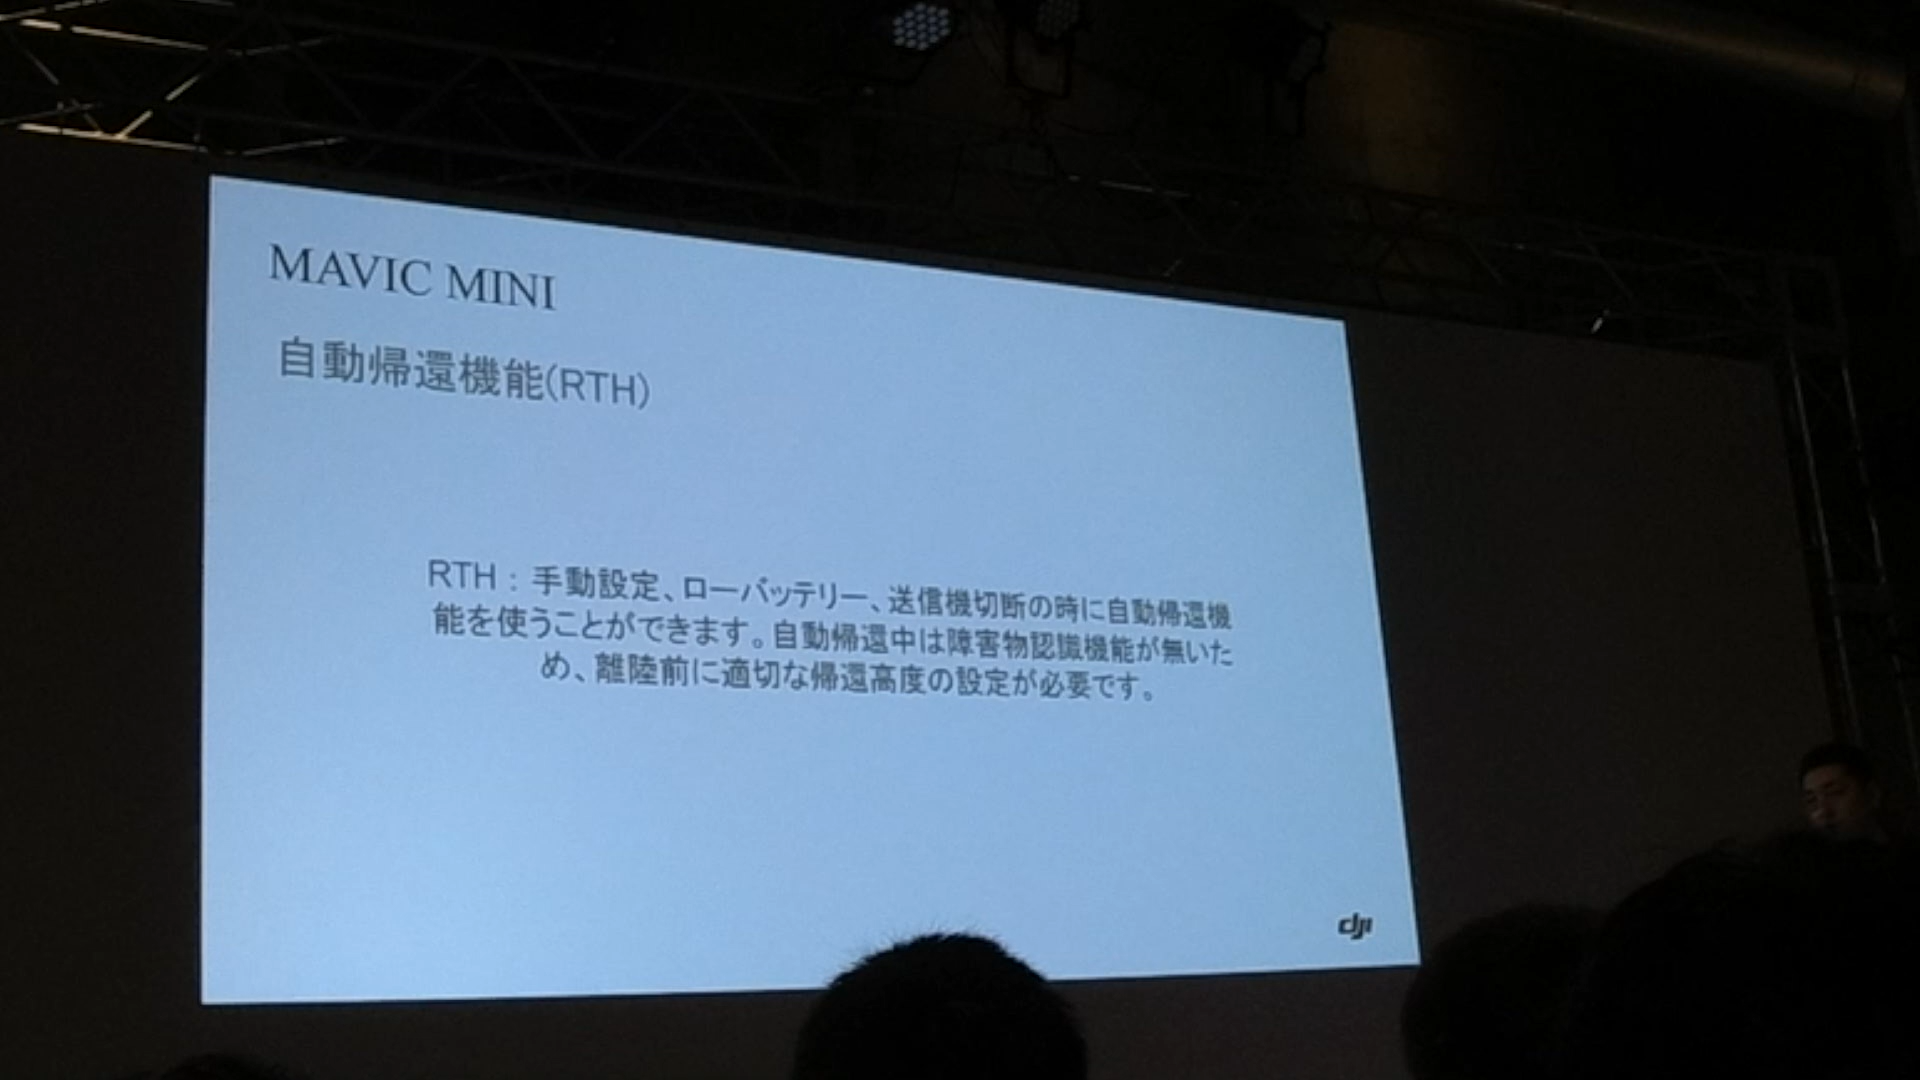 MAVIC MINI
自動帰還機能(RTH)
RTH : 手動設定、ローバッテリー、送信機切断の時に自動帰還機
能を使うことができます。自動帰還中は障害物認識機能が無いた
め、離陸前に適切な帰還高度の設定が必要です。
dji